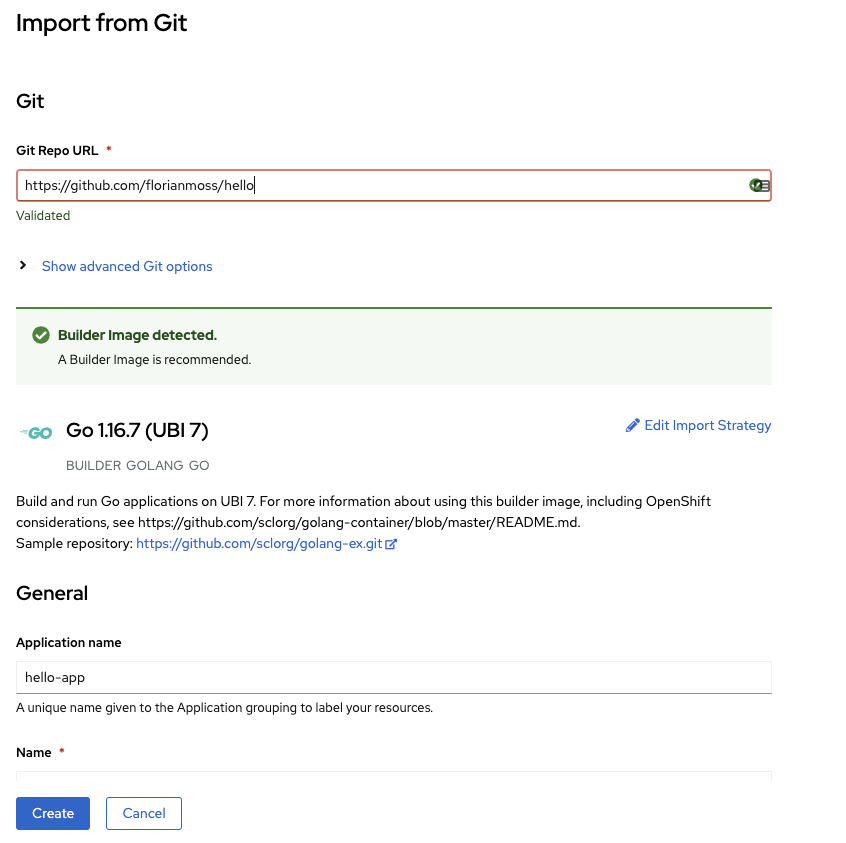 Import from Git
Git
Git Repo URL *
https://github.com/florianmoss/hello
Validated
Show advanced Git options
Builder Image detected.
A Builder Image is recommended.
GO
Go 1.16.7 (UBI 7)
Edit Import Strategy
BUILDER GOLANG GO
Build and run Go applications on UBI 7. For more information about using this builder image, including OpenShift
considerations, see https://github.com/sclorg/golang-container/blob/master/README.md.
Sample repository: https://github.com/sclorg/golang-ex.git
General
Application name
hello-app
A unique name given to the Application grouping to label your resources.
Name *
Create
Cancel